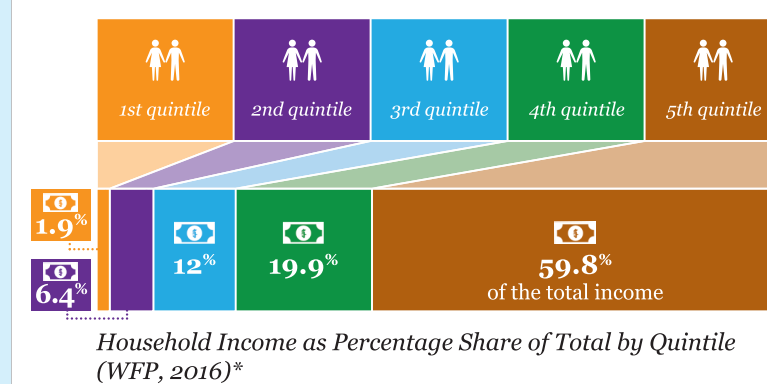 1st quintile
2nd quintile
3rd quintile
4th quintile
5th quintile
1.9%
6.4%
12%
19.9%
59.8%
of the total income
Household Income as Percentage Share of Total by Quintile
(WFP, 2016)*